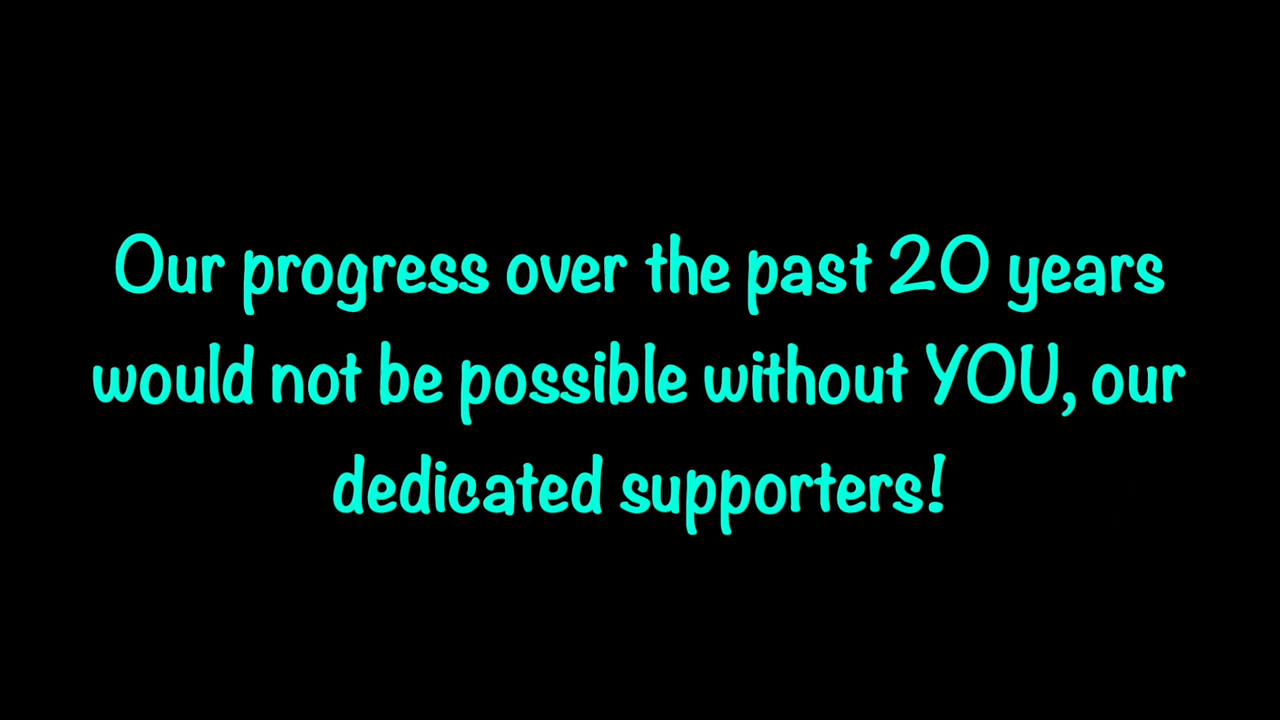 Our progress over the past 20 years
would not be possible without YOU, our
dedicated supporters!